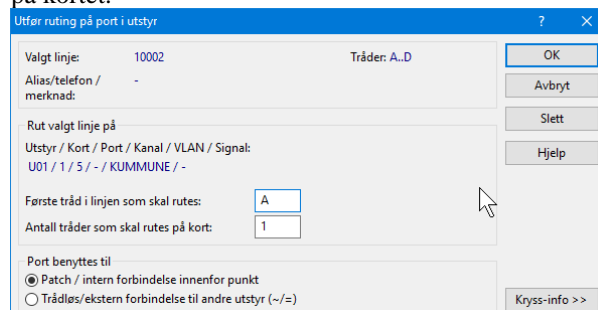 på kortet.
Utfør ruting på port i utstyr ? ×
Valgt linje: 10002 Tråder: A..D OK
Alias/telefon / merknad: - Avbryt
Rut valgt linje på Slett
Utstyr / Kort / Port / Kanal / VLAN / Signal: Hjelp
U01 / 1 / 5 / - / KUMMUNE / -
Første tråd i linjen som skal rutes: A
Antall tråder som skal rutes på kort: 1
Port benyttes til
Patch / intern forbindelse innenfor punkt
Trådløs/ekstern forbindelse til andre utstyr (~/=) Kryss-info >>